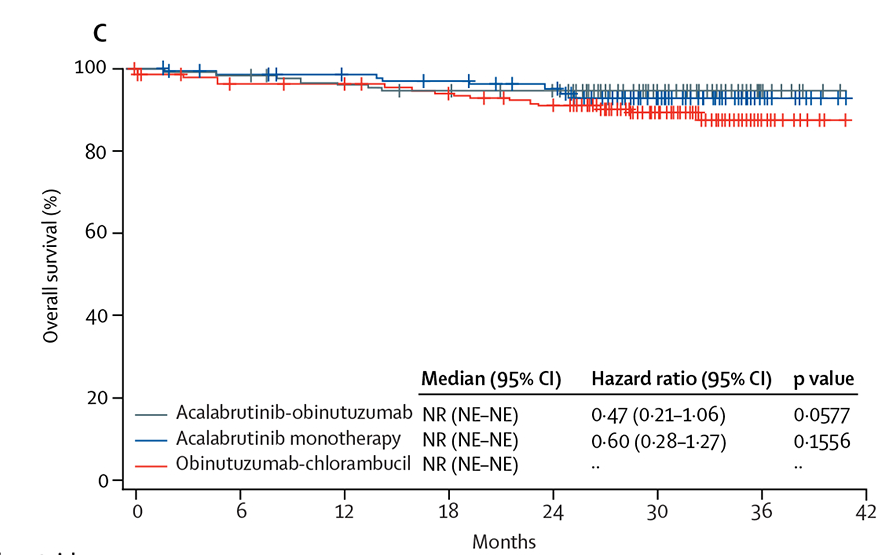 C
100
80
60
40
20
0
Overall survival (%)
Median (95% CI) Hazard ratio (95% CI) p value
Acalabrutinib-obinutuzumab NR (NE–NE) 0·47 (0·21–1·06) 0·0577
Acalabrutinib monotherapy NR (NE–NE) 0·60 (0·28–1·27) 0·1556
Obinutuzumab-chlorambucil NR (NE–NE) ·· ··
0 6 12 18 24 30 36 42
Months